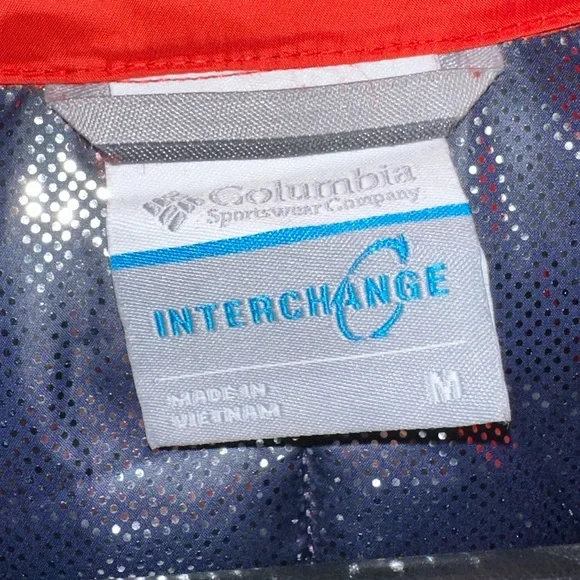 Columbia
Sportswear Company
INTERCHANGE
MADE IN
VIETNAM
M